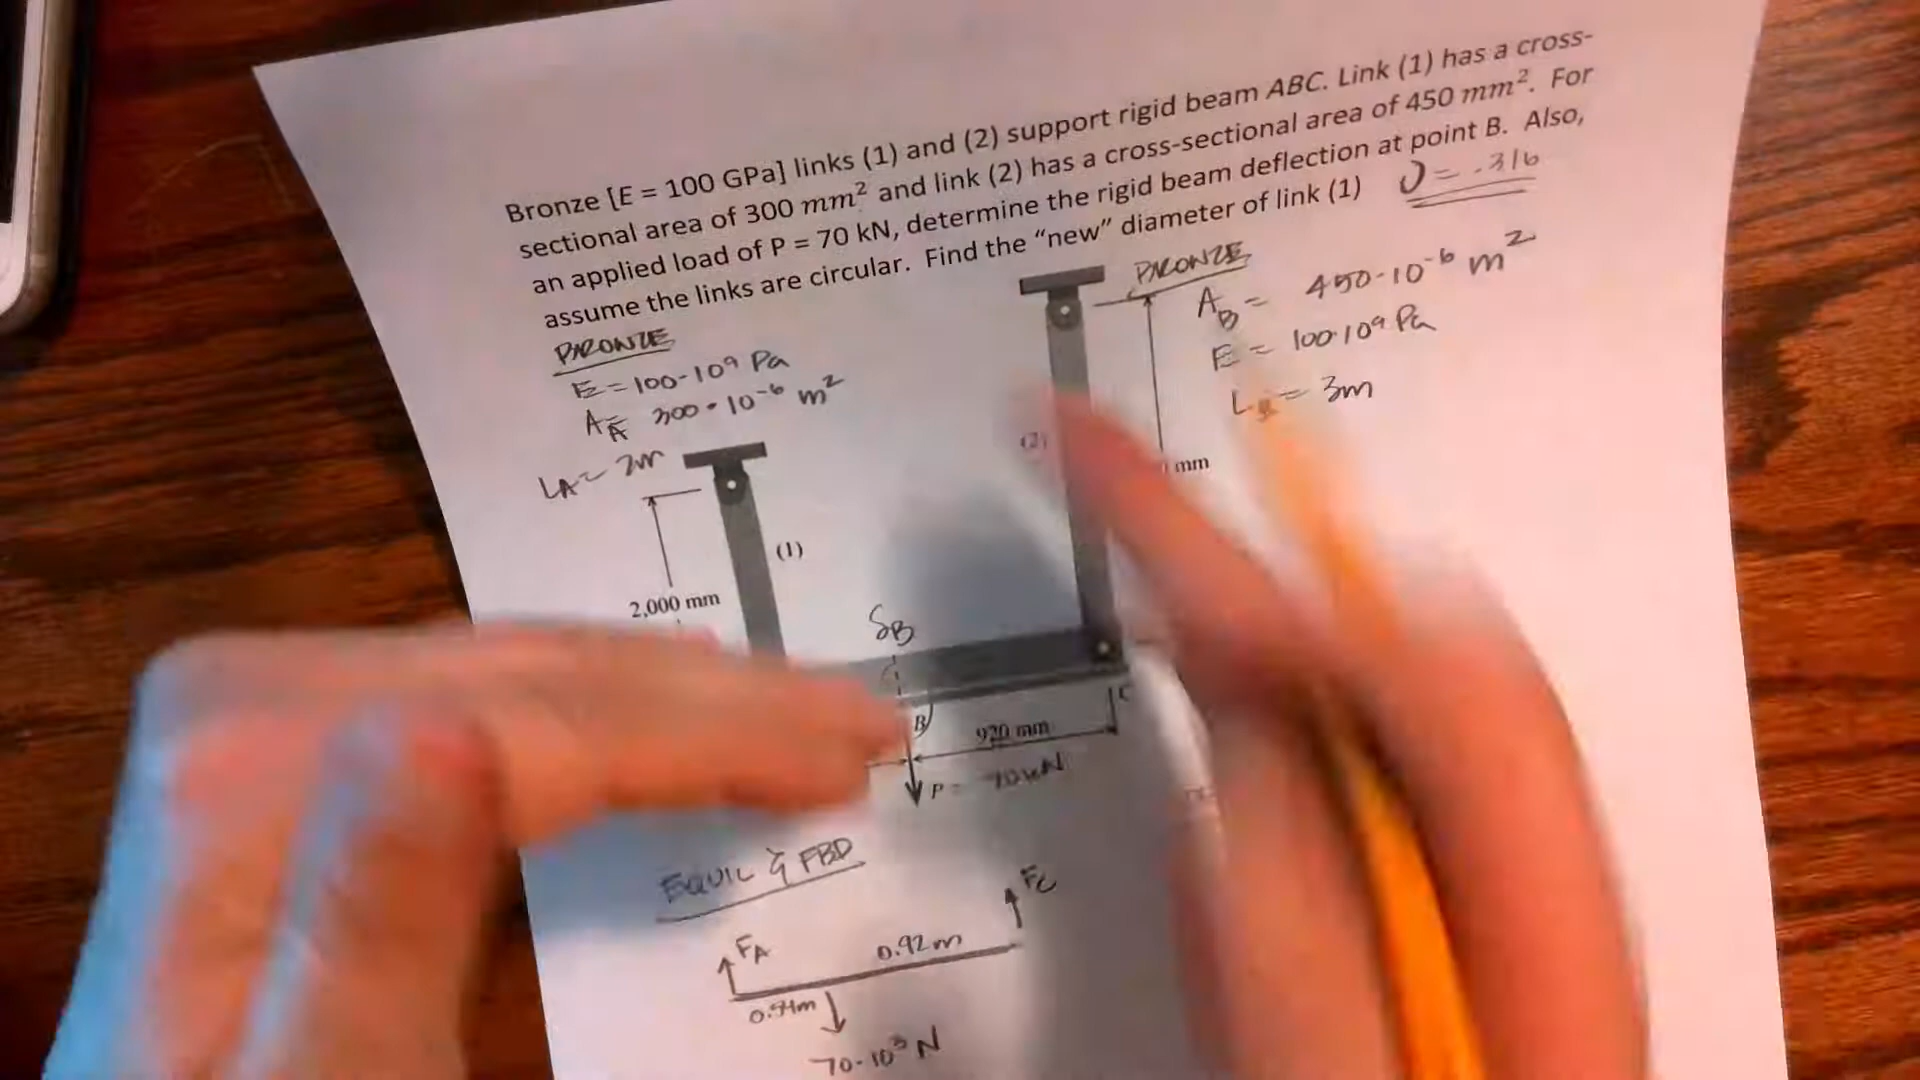 Bronze [E = 100 GPa] links (1) and (2) support rigid beam ABC. Link (1) has a cross-
sectional area of 300 mm² and link (2) has a cross-sectional area of 450 mm². For
an applied load of P = 70 kN, determine the rigid beam deflection at point B. Also,
assume the links are circular. Find the “new” diameter of link (1)
= .316
BRONZE
E = 100·10⁹ Pa
A_A = 300·10⁻⁶ m²
L_A = 2m
BRONZE
A_B = 450·10⁻⁶ m²
E = 100·10⁹ Pa
L = 3m
(2)
mm
(1)
2,000 mm
δB
B
C
920 mm
P = 70 kN
EQUIL & FBD
FA
FC
0.92m
0.54m
70·10³ N